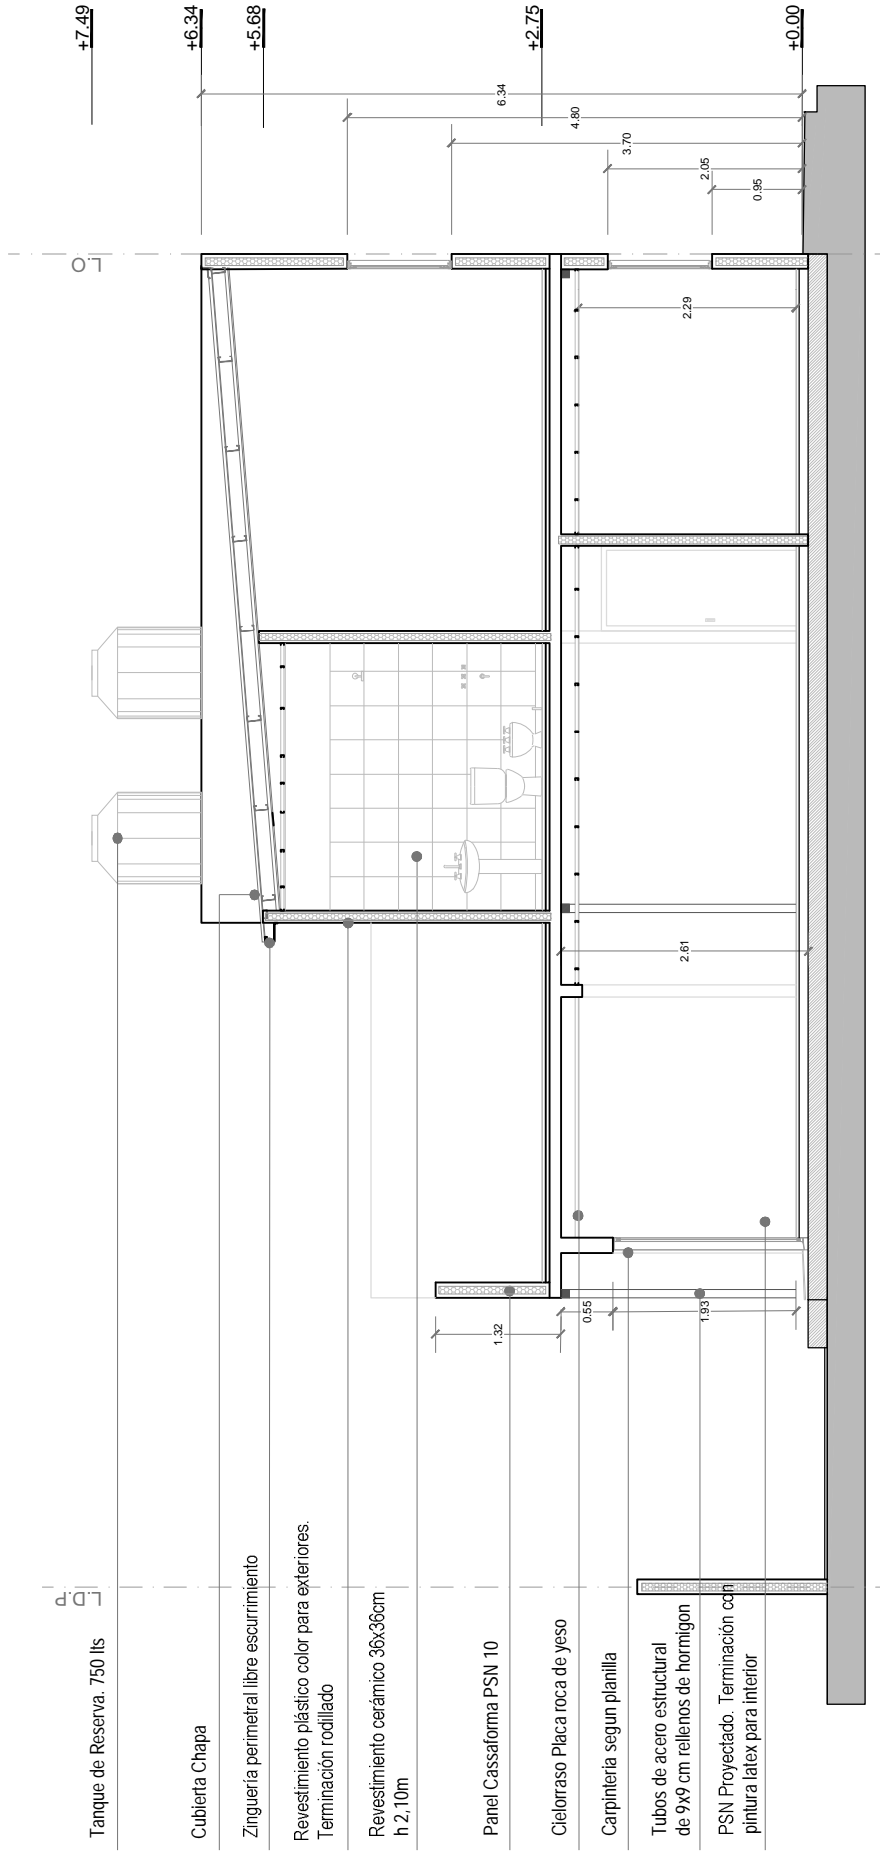 +7.49
+6.34
+5.68
+2.75
+0.00
6.34
4.80
3.70
2.05
0.95
L.O
2.29
2.61
1.32
0.55
1.93
L.D.P
Tanque de Reserva. 750 lts
Cubierta Chapa
Zinguería perimetral libre escurrimiento
Revestimiento plástico color para exteriores.
Terminación rodillado
Revestimiento cerámico 36x36cm
h 2,10m
Panel Cassaforma PSN 10
Cielorraso Placa roca de yeso
Carpintería segun planilla
Tubos de acero estructural
de 9x9 cm rellenos de hormigon
PSN Proyectado. Terminación con
pintura latex para interior